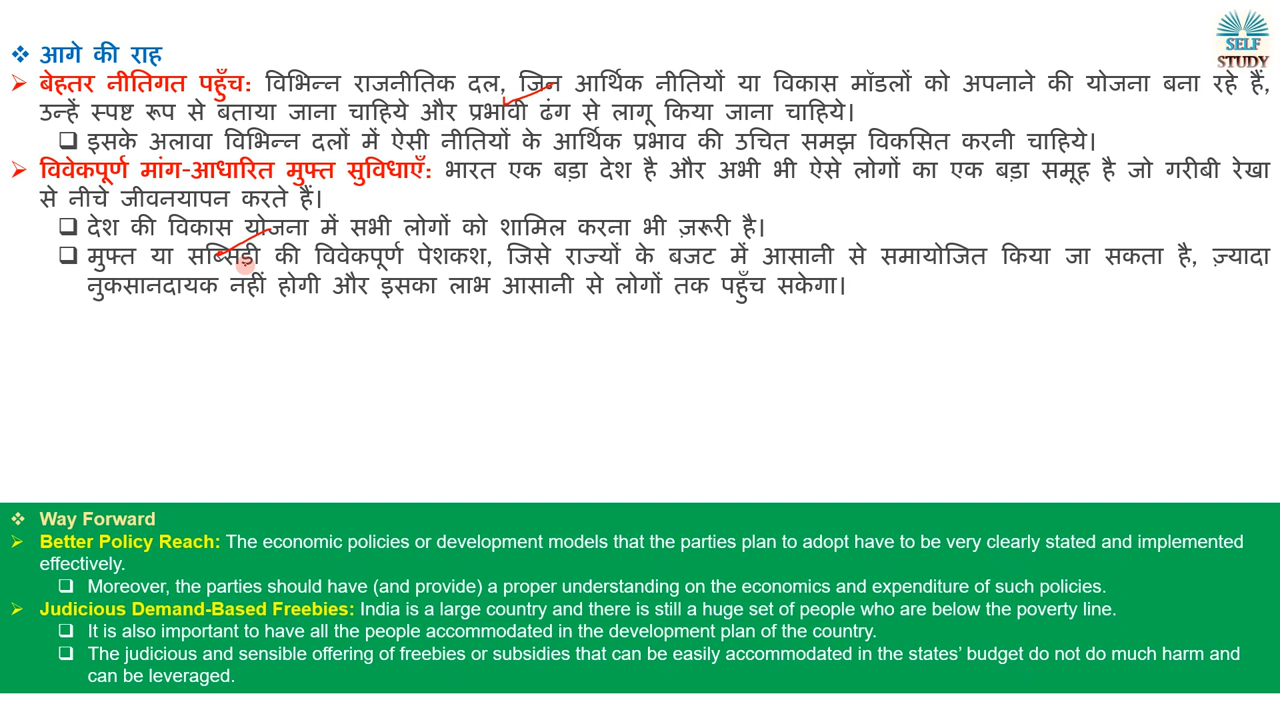 SELF
STUDY
❖ आगे की राह
➢ बेहतर नीतिगत पहुँच: विभिन्न राजनीतिक दल, जिन आर्थिक नीतियों या विकास मॉडलों को अपनाने की योजना बना रहे हैं,
उन्हें स्पष्ट रूप से बताया जाना चाहिये और प्रभावी ढंग से लागू किया जाना चाहिये।
❑ इसके अलावा विभिन्न दलों में ऐसी नीतियों के आर्थिक प्रभाव की उचित समझ विकसित करनी चाहिये।
➢ विवेकपूर्ण मांग-आधारित मुफ्त सुविधाएँ: भारत एक बड़ा देश है और अभी भी ऐसे लोगों का एक बड़ा समूह है जो गरीबी रेखा
से नीचे जीवनयापन करते हैं।
❑ देश की विकास योजना में सभी लोगों को शामिल करना भी ज़रूरी है।
❑ मुफ्त या सब्सिडी की विवेकपूर्ण पेशकश, जिसे राज्यों के बजट में आसानी से समायोजित किया जा सकता है, ज़्यादा
नुकसानदायक नहीं होगी और इसका लाभ आसानी से लोगों तक पहुँच सकेगा।
❖ Way Forward
➢ Better Policy Reach: The economic policies or development models that the parties plan to adopt have to be very clearly stated and implemented
effectively.
❑ Moreover, the parties should have (and provide) a proper understanding on the economics and expenditure of such policies.
➢ Judicious Demand-Based Freebies: India is a large country and there is still a huge set of people who are below the poverty line.
❑ It is also important to have all the people accommodated in the development plan of the country.
❑ The judicious and sensible offering of freebies or subsidies that can be easily accommodated in the states’ budget do not do much harm and
can be leveraged.